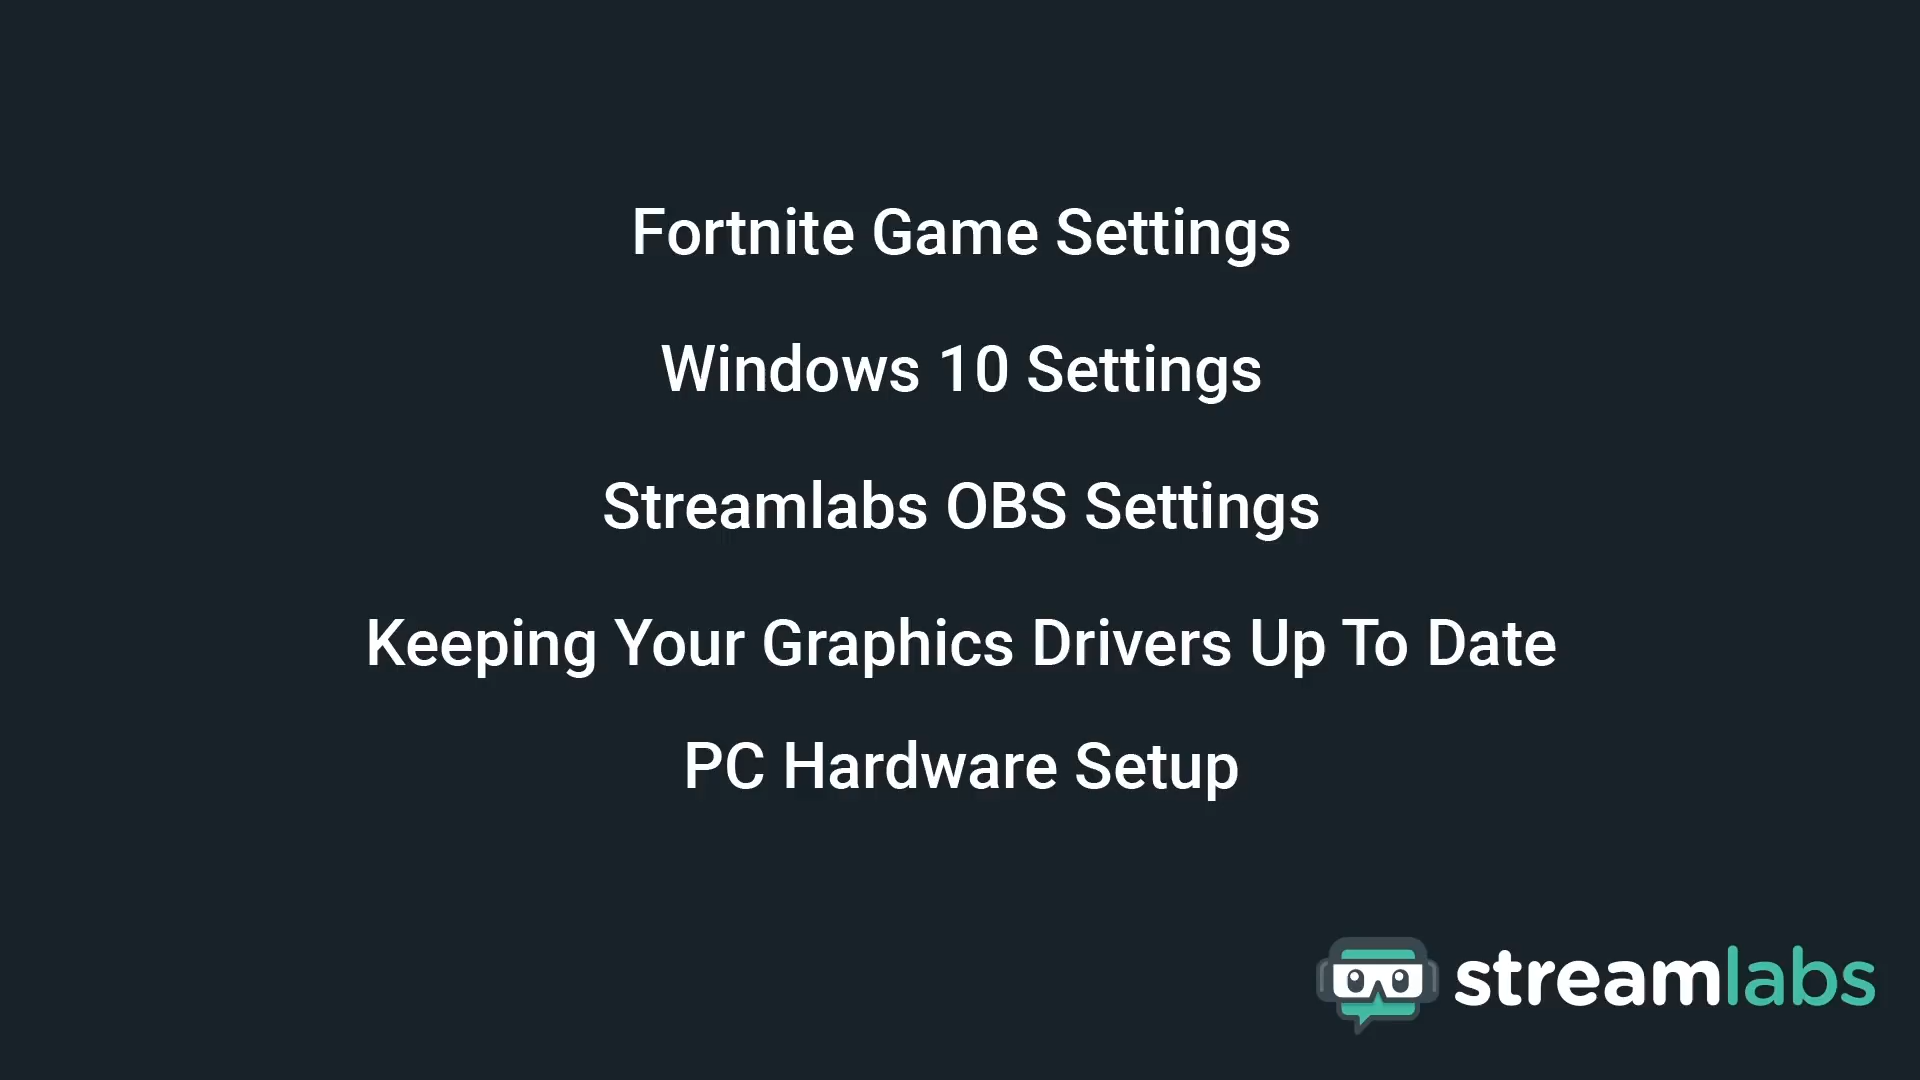 Fortnite Game Settings
Windows 10 Settings
Streamlabs OBS Settings
Keeping Your Graphics Drivers Up To Date
PC Hardware Setup
streamlabs